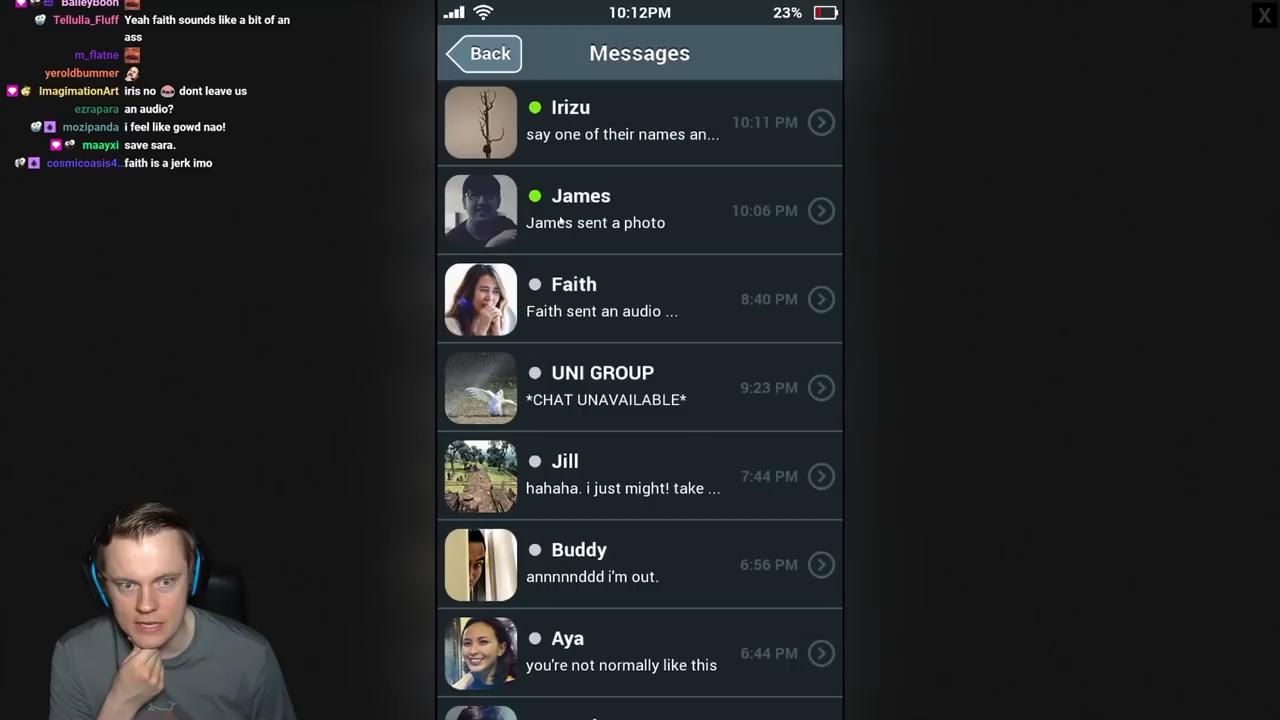 BaileyBoon
Tellulla_Fluff Yeah faith sounds like a bit of an
ass
m_flatne
yeroldbummer
ImaginationArt iris no dont leave us
ezrapara an audio?
mozipanda i feel like gowd nao!
maayxi save sara.
cosmicoasis4... faith is a jerk imo
10:12PM
23%
X
Back
Messages
Irizu
say one of their names an...
10:11 PM
James
James sent a photo
10:06 PM
Faith
Faith sent an audio ...
8:40 PM
UNI GROUP
*CHAT UNAVAILABLE*
9:23 PM
Jill
hahaha. i just might! take ...
7:44 PM
Buddy
annnnnddd i'm out.
6:56 PM
Aya
you're not normally like this
6:44 PM